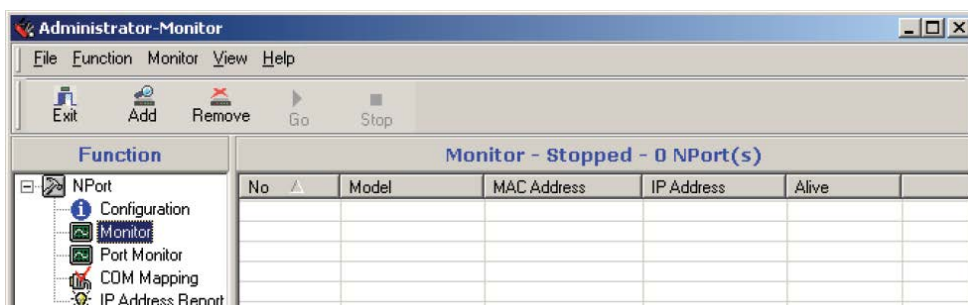 Administrator-Monitor
File Function Monitor View Help
Exit Add Remove Go Stop
Function
Monitor - Stopped - 0 NPort(s)
No Model MAC Address IP Address Alive
NPort
Configuration
Monitor
Port Monitor
COM Mapping
IP Address Report